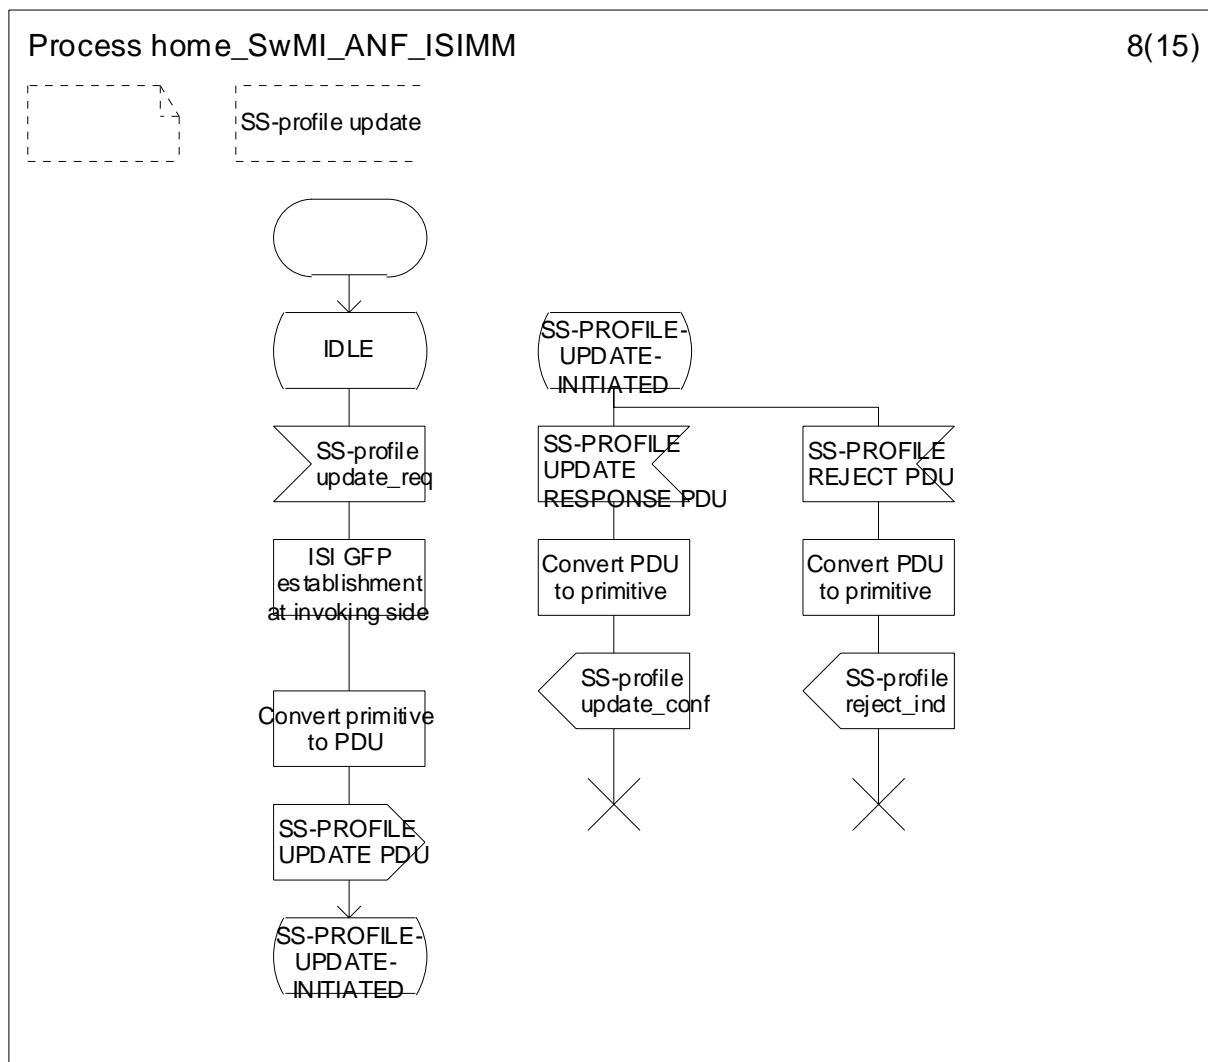 Process home_SwMI_ANF_ISIMM
8(15)
SS-profile update
IDLE
SS-profile
update_req
ISI GFP
establishment
at invoking side
Convert primitive
to PDU
SS-PROFILE
UPDATE PDU
SS-PROFILE-
UPDATE-
INITIATED
SS-PROFILE-
UPDATE-
INITIATED
SS-PROFILE
UPDATE
RESPONSE PDU
Convert PDU
to primitive
SS-profile
update_conf
SS-PROFILE
REJECT PDU
Convert PDU
to primitive
SS-profile
reject_ind